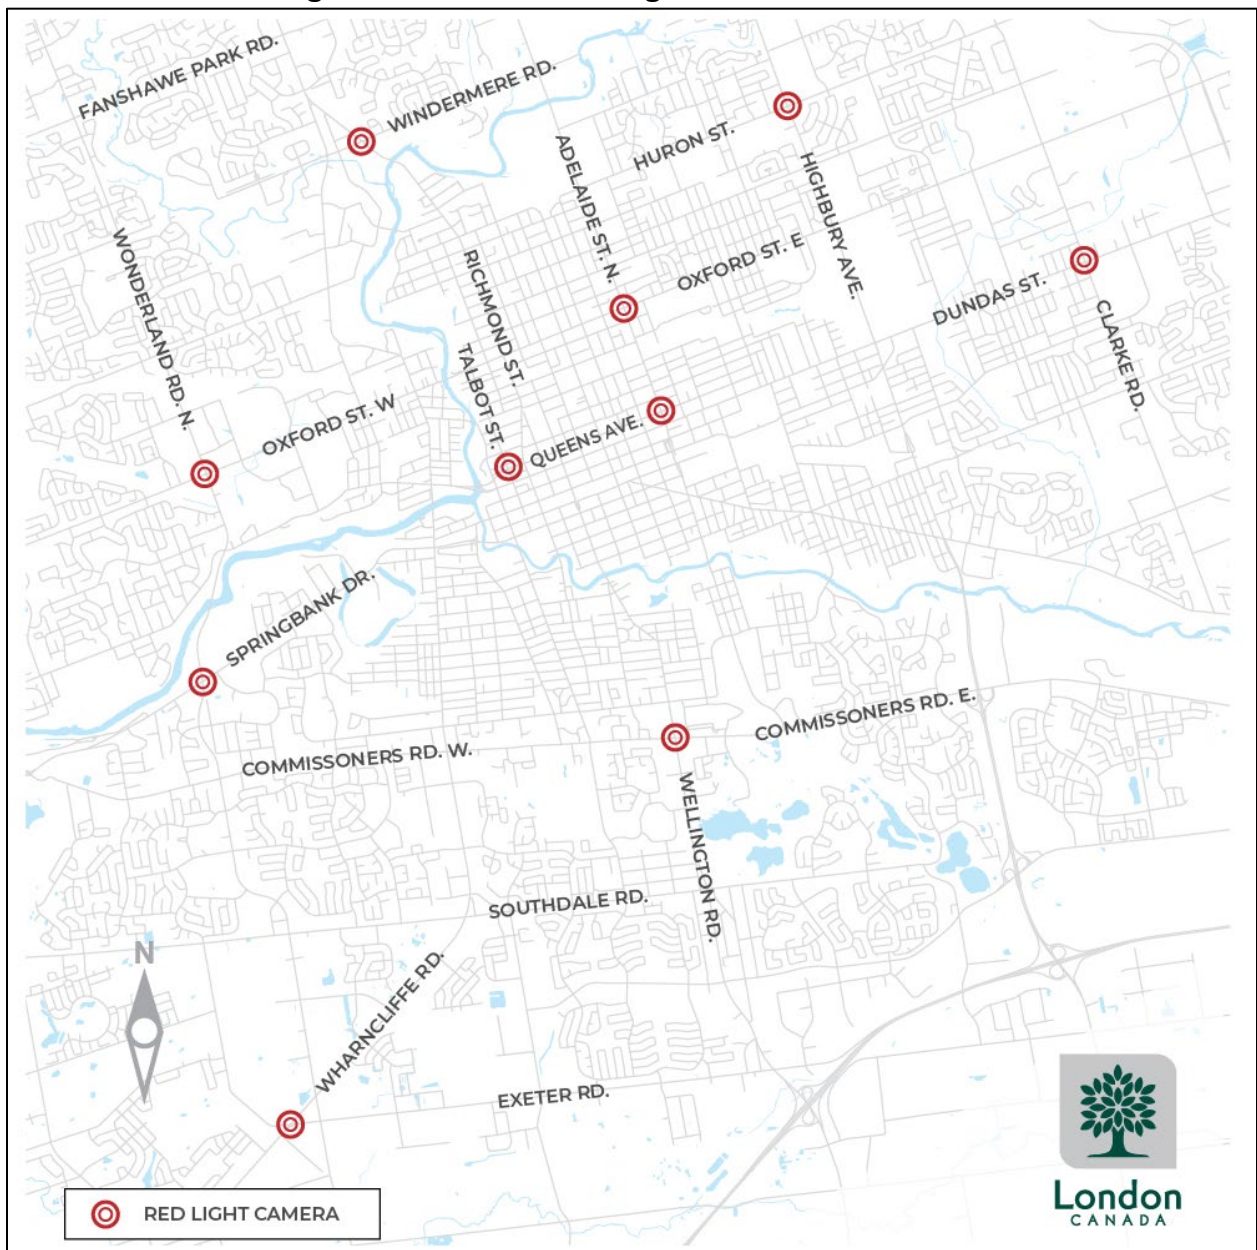 FANSHAWE PARK RD.
WINDERMERE RD.
ADELAIDE ST. N.
HURON ST.
HIGHBURY AVE.
WONDERLAND RD. N.
RICHMOND ST.
OXFORD ST. E
DUNDAS ST.
CLARKE RD.
TALBOT ST.
OXFORD ST. W
QUEENS AVE.
SPRINGBANK DR.
COMMISSONERS RD. E.
COMMISSONERS RD. W.
WELLINGTON RD.
SOUTHDALE RD.
N
WHARNCLIFFE RD.
EXETER RD.
RED LIGHT CAMERA
London
CANADA